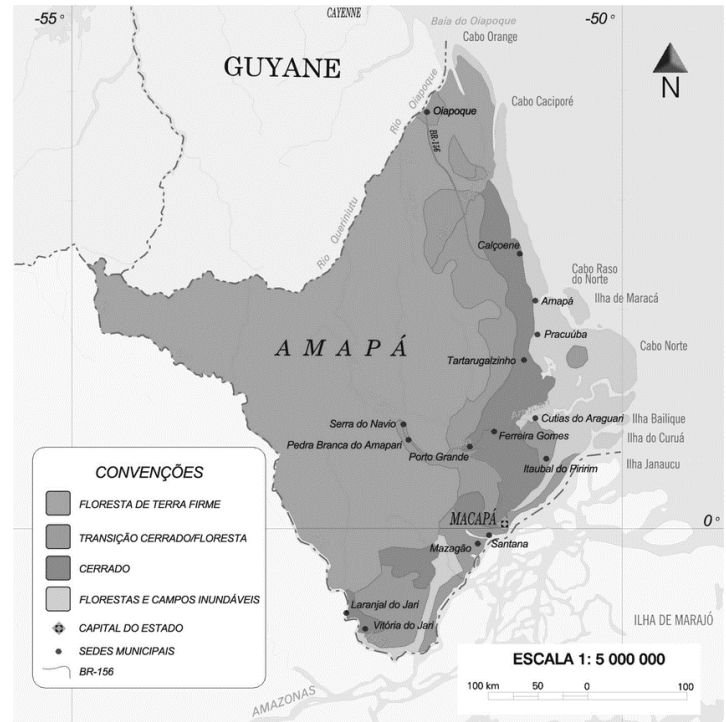 -55°
CAYENNE
-50°
Baia do Oiapoque
Cabo Orange
GUYANE
N
Rio Oiapoque
Oiapoque
Cabo Caciporé
BR-156
Rio Queriniutu
Calçoene
Cabo Raso
do Norte
Amapá
Ilha de Maracá
Pracuúba
AMAPÁ
Cabo Norte
Tartarugalzinho
Serra do Navio
Cutias do Araguari
Ilha Bailique
Pedra Branca do Amapari
Ferreira Gomes
Ilha do Curuá
Porto Grande
Itaubal do Piririm
Ilha Janaucu
CONVENÇÕES
FLORESTA DE TERRA FIRME
TRANSIÇÃO CERRADO/FLORESTA
CERRADO
FLORESTAS E CAMPOS INUNDÁVEIS
CAPITAL DO ESTADO
SEDES MUNICIPAIS
BR-156
MACAPÁ
0°
Santana
Mazagão
Laranjal do Jari
Vitória do Jari
ILHA DE MARAJÓ
AMAZONAS
ESCALA 1: 5 000 000
100 km 50 0 100